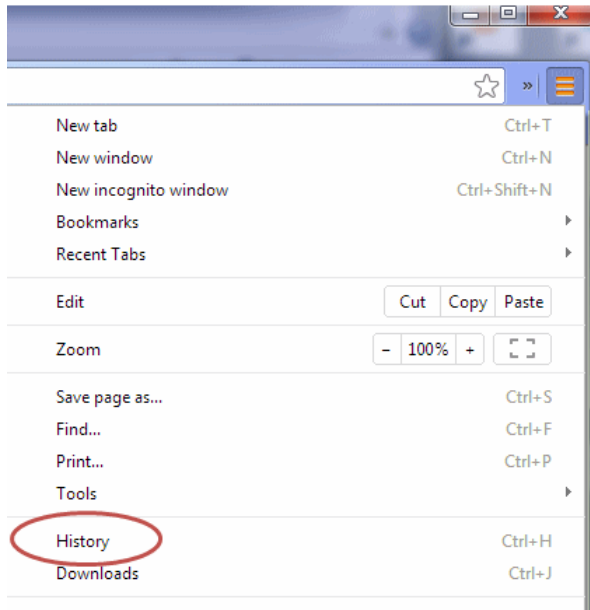 New tab Ctrl+T
New window Ctrl+N
New incognito window Ctrl+Shift+N
Bookmarks
Recent Tabs
Edit Cut Copy Paste
Zoom - 100% +
Save page as... Ctrl+S
Find... Ctrl+F
Print... Ctrl+P
Tools
History Ctrl+H
Downloads Ctrl+J